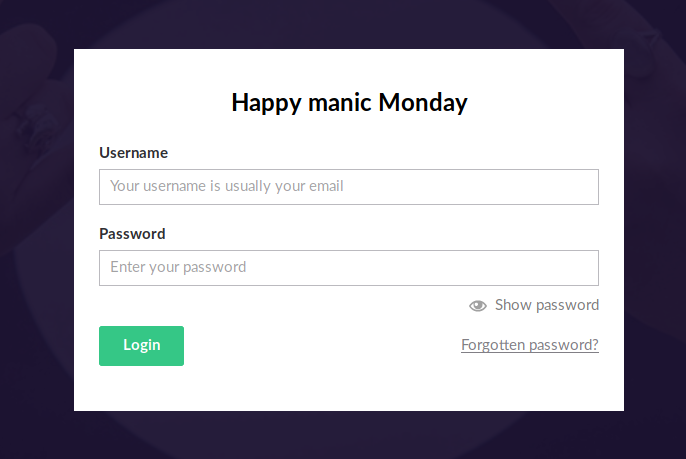 Happy manic Monday
Username
Your username is usually your email
Password
Enter your password
Show password
Login
Forgotten password?